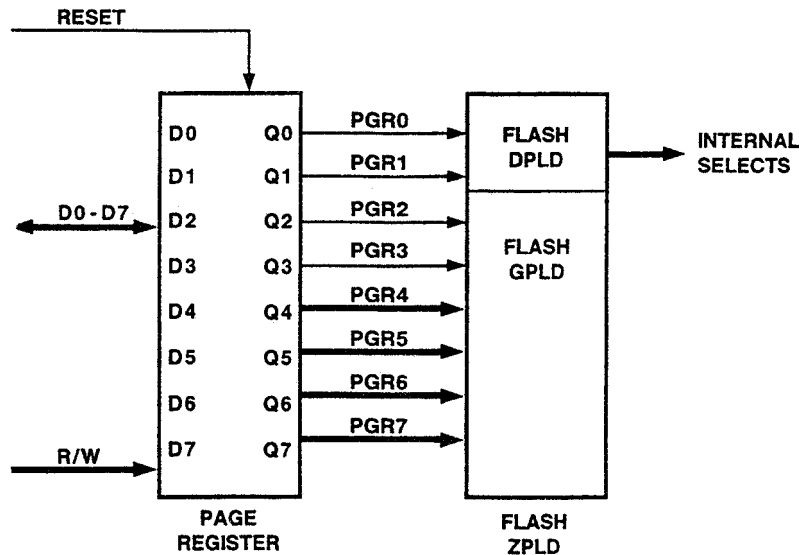 RESET
D0 Q0 PGR0
D1 Q1 PGR1
D0 - D7 D2 Q2 PGR2
D3 Q3 PGR3
D4 Q4 PGR4
D5 Q5 PGR5
D6 Q6 PGR6
R/W D7 Q7 PGR7
FLASH
DPLD
INTERNAL
SELECTS
FLASH
GPLD
PAGE
REGISTER
FLASH
ZPLD